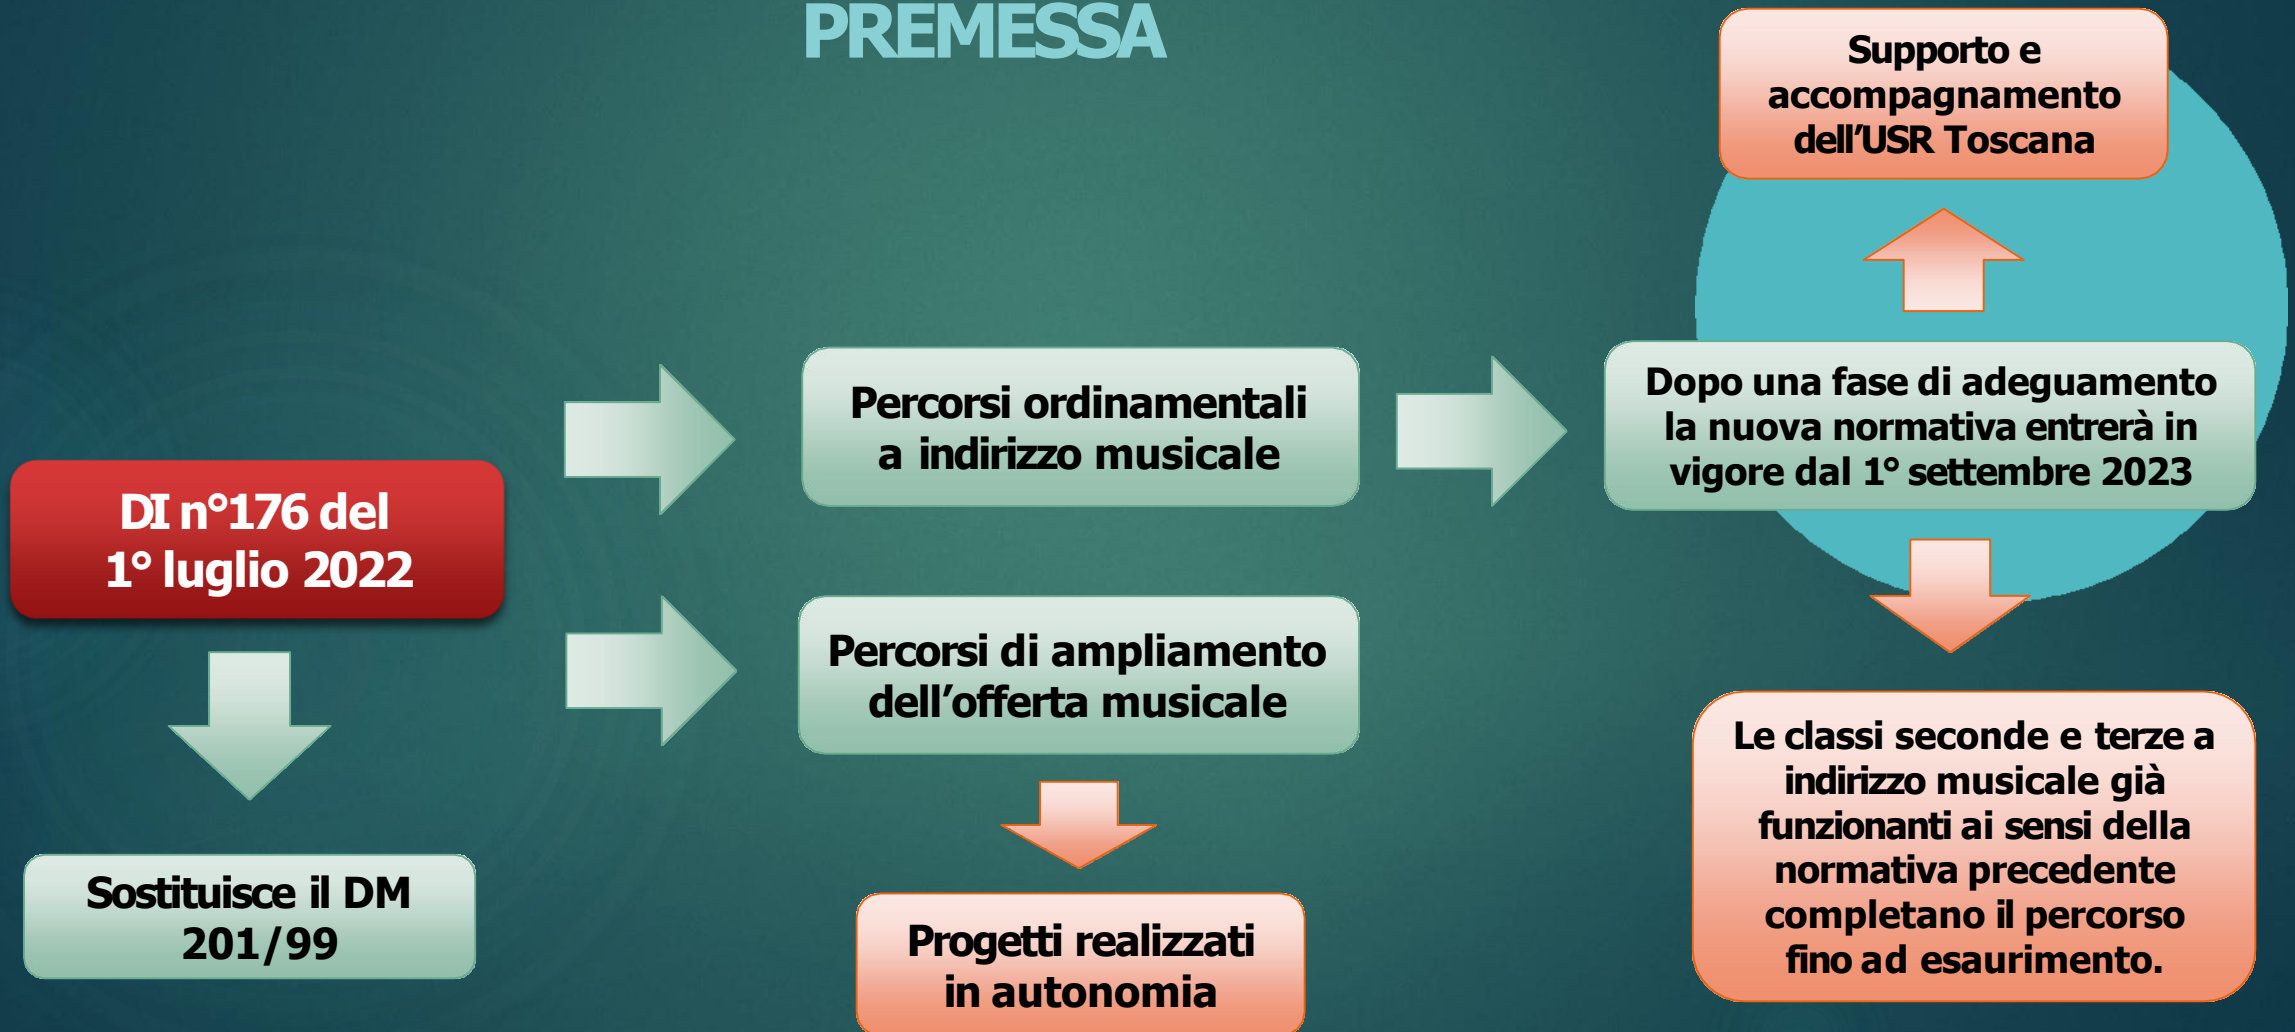 PREMESSA
Supporto e
accompagnamento
dell’USR Toscana
Percorsi ordinamentali
a indirizzo musicale
Dopo una fase di adeguamento
la nuova normativa entrerà in
vigore dal 1° settembre 2023
DI n°176 del
1° luglio 2022
Percorsi di ampliamento
dell’offerta musicale
Le classi seconde e terze a
indirizzo musicale già
funzionanti ai sensi della
normativa precedente
completano il percorso
fino ad esaurimento.
Sostituisce il DM
201/99
Progetti realizzati
in autonomia